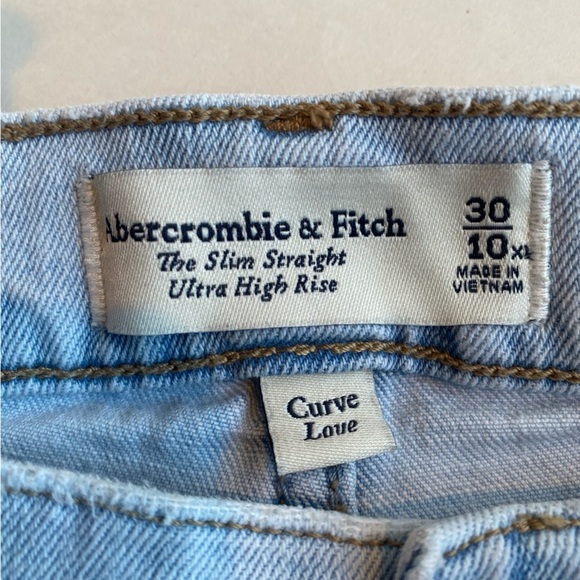 Abercrombie & Fitch
The Slim Straight
Ultra High Rise
30
10 XL
MADE IN
VIETNAM
Curve
Love